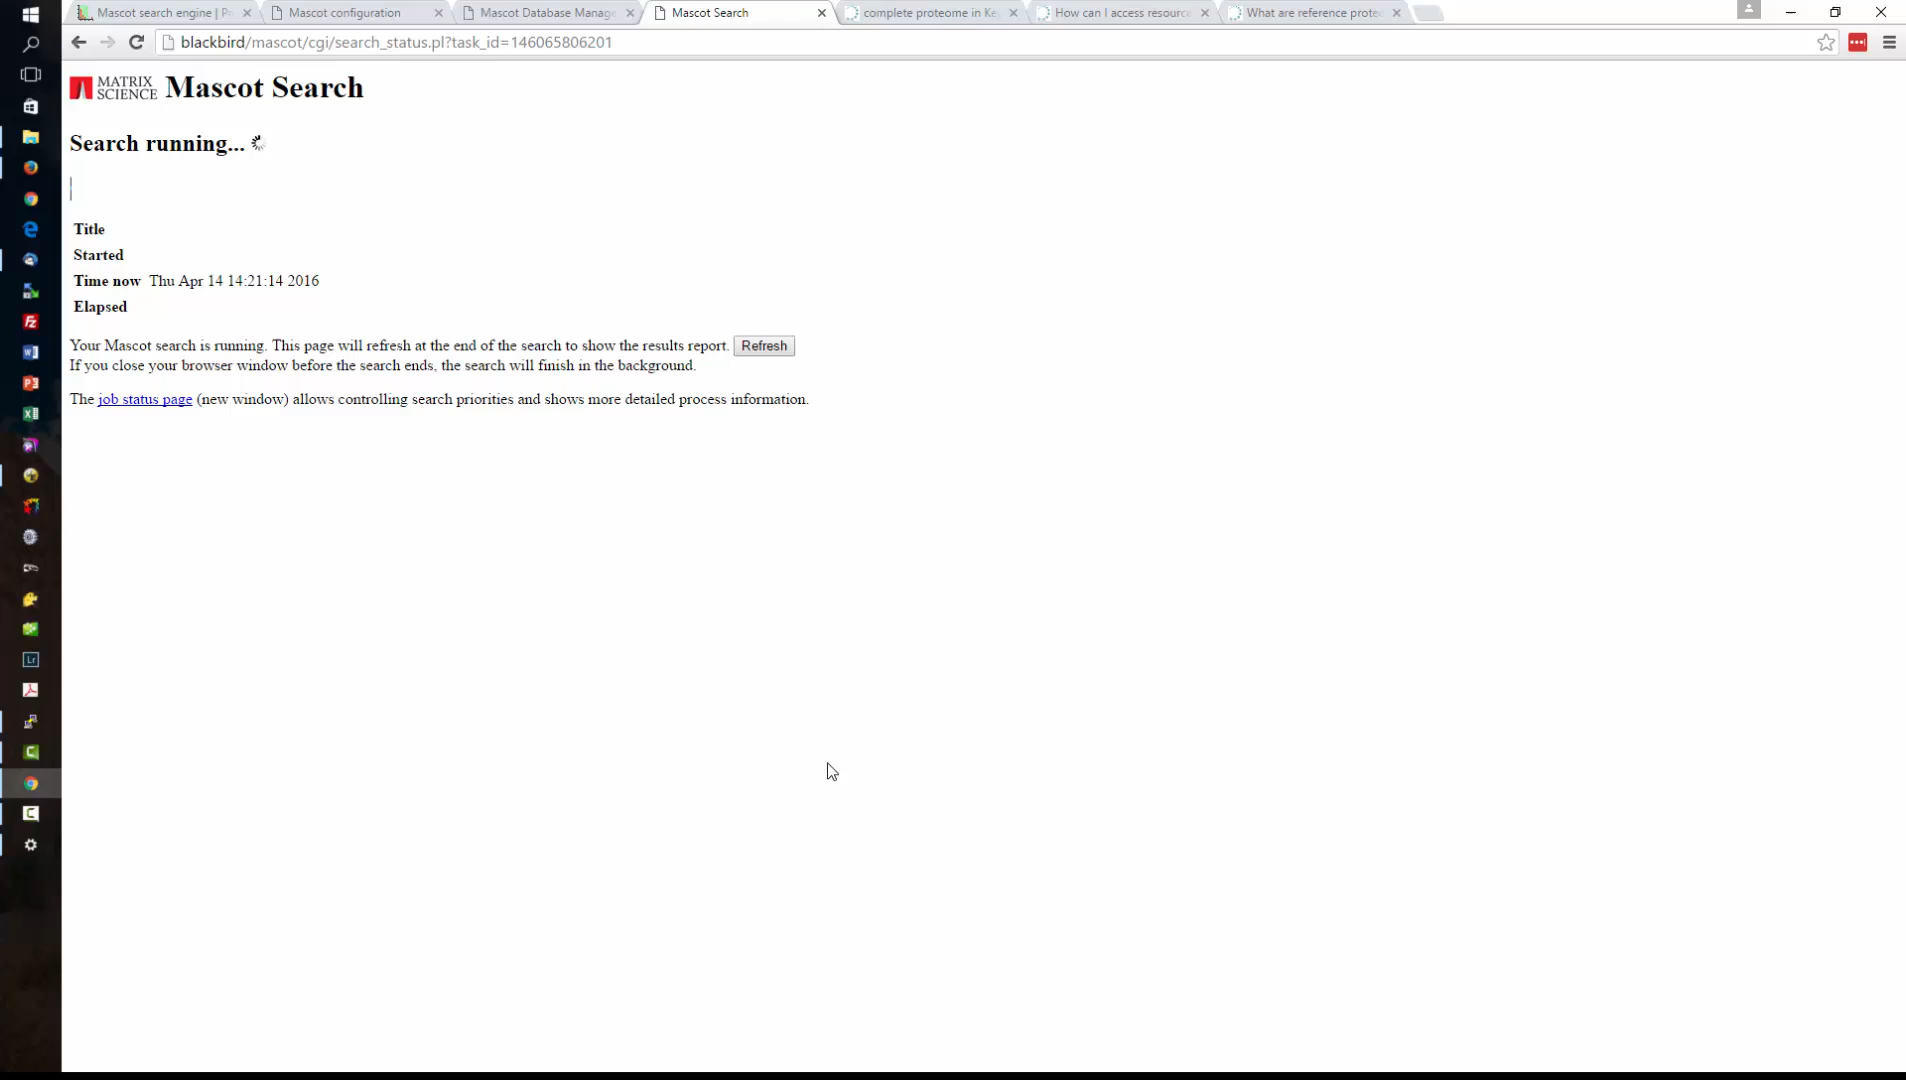 Mascot search engine | Pr
Mascot configuration
Mascot Database Manag
Mascot Search
complete proteome in Ke
How can I access resourc
What are reference prote
blackbird/mascot/cgi/search_status.pl?task_id=146065806201
MATRIX
SCIENCE
Mascot Search
Search running...
Title
Started
Time now Thu Apr 14 14:21:14 2016
Elapsed
Your Mascot search is running. This page will refresh at the end of the search to show the results report. Refresh
If you close your browser window before the search ends, the search will finish in the background.
The job status page (new window) allows controlling search priorities and shows more detailed process information.
Fz
Lr